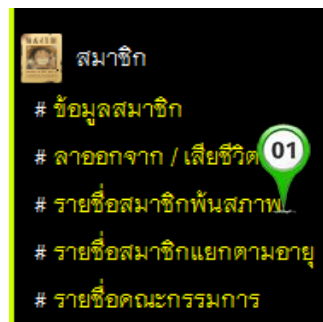 สมาชิก
# ข้อมูลสมาชิก
# ลาออกจาก / เสียชีวิต
01
# รายชื่อสมาชิกพ้นสภาพ
# รายชื่อสมาชิกแยกตามอายุ
# รายชื่อคณะกรรมการ